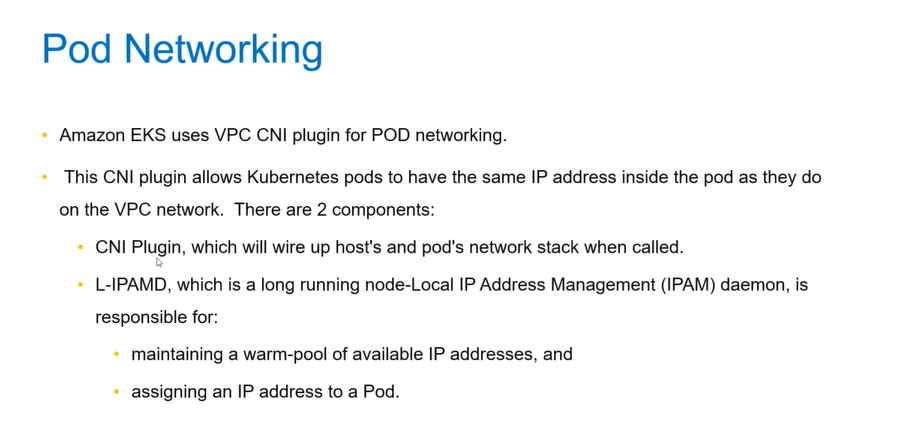 Pod Networking
• Amazon EKS uses VPC CNI plugin for POD networking.
• This CNI plugin allows Kubernetes pods to have the same IP address inside the pod as they do
on the VPC network.  There are 2 components:
• CNI Plugin, which will wire up host's and pod's network stack when called.
• L-IPAMD, which is a long running node-Local IP Address Management (IPAM) daemon, is
responsible for:
• maintaining a warm-pool of available IP addresses, and
• assigning an IP address to a Pod.